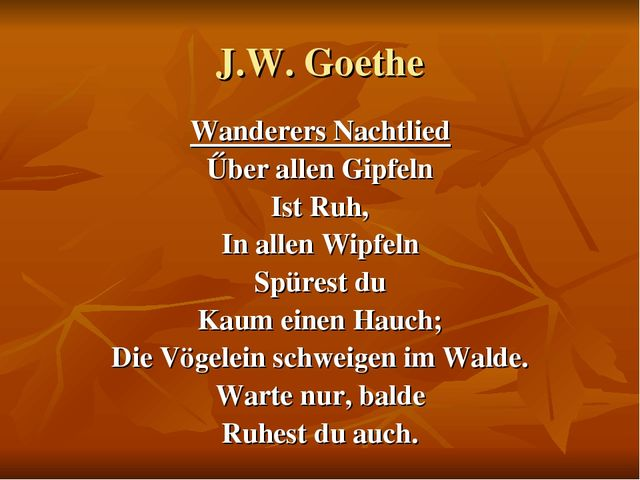 J.W. Goethe
Wanderers Nachtlied
Űber allen Gipfeln
Ist Ruh,
In allen Wipfeln
Spürest du
Kaum einen Hauch;
Die Vögelein schweigen im Walde.
Warte nur, balde
Ruhest du auch.